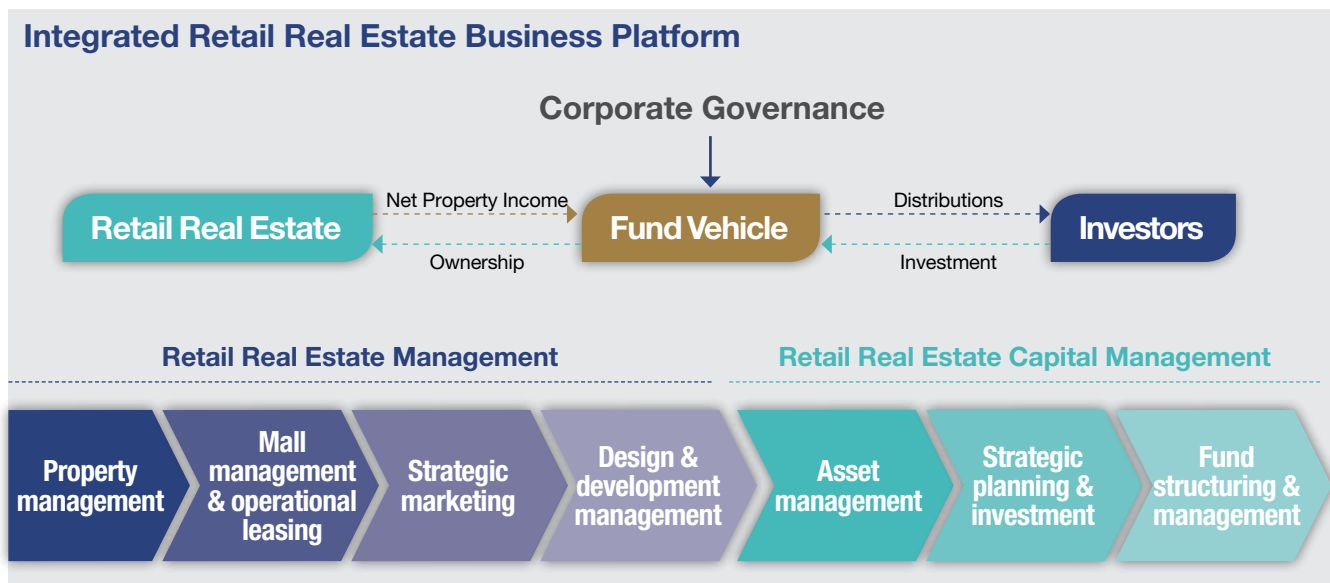 Integrated Retail Real Estate Business Platform
Corporate Governance
Net Property Income
Distributions
Retail Real Estate
Fund Vehicle
Investors
Ownership
Investment
Retail Real Estate Management
Retail Real Estate Capital Management
Property
management
Mall
management
& operational
leasing
Strategic
marketing
Design &
development
management
Asset
management
Strategic
planning &
investment
Fund
structuring &
management